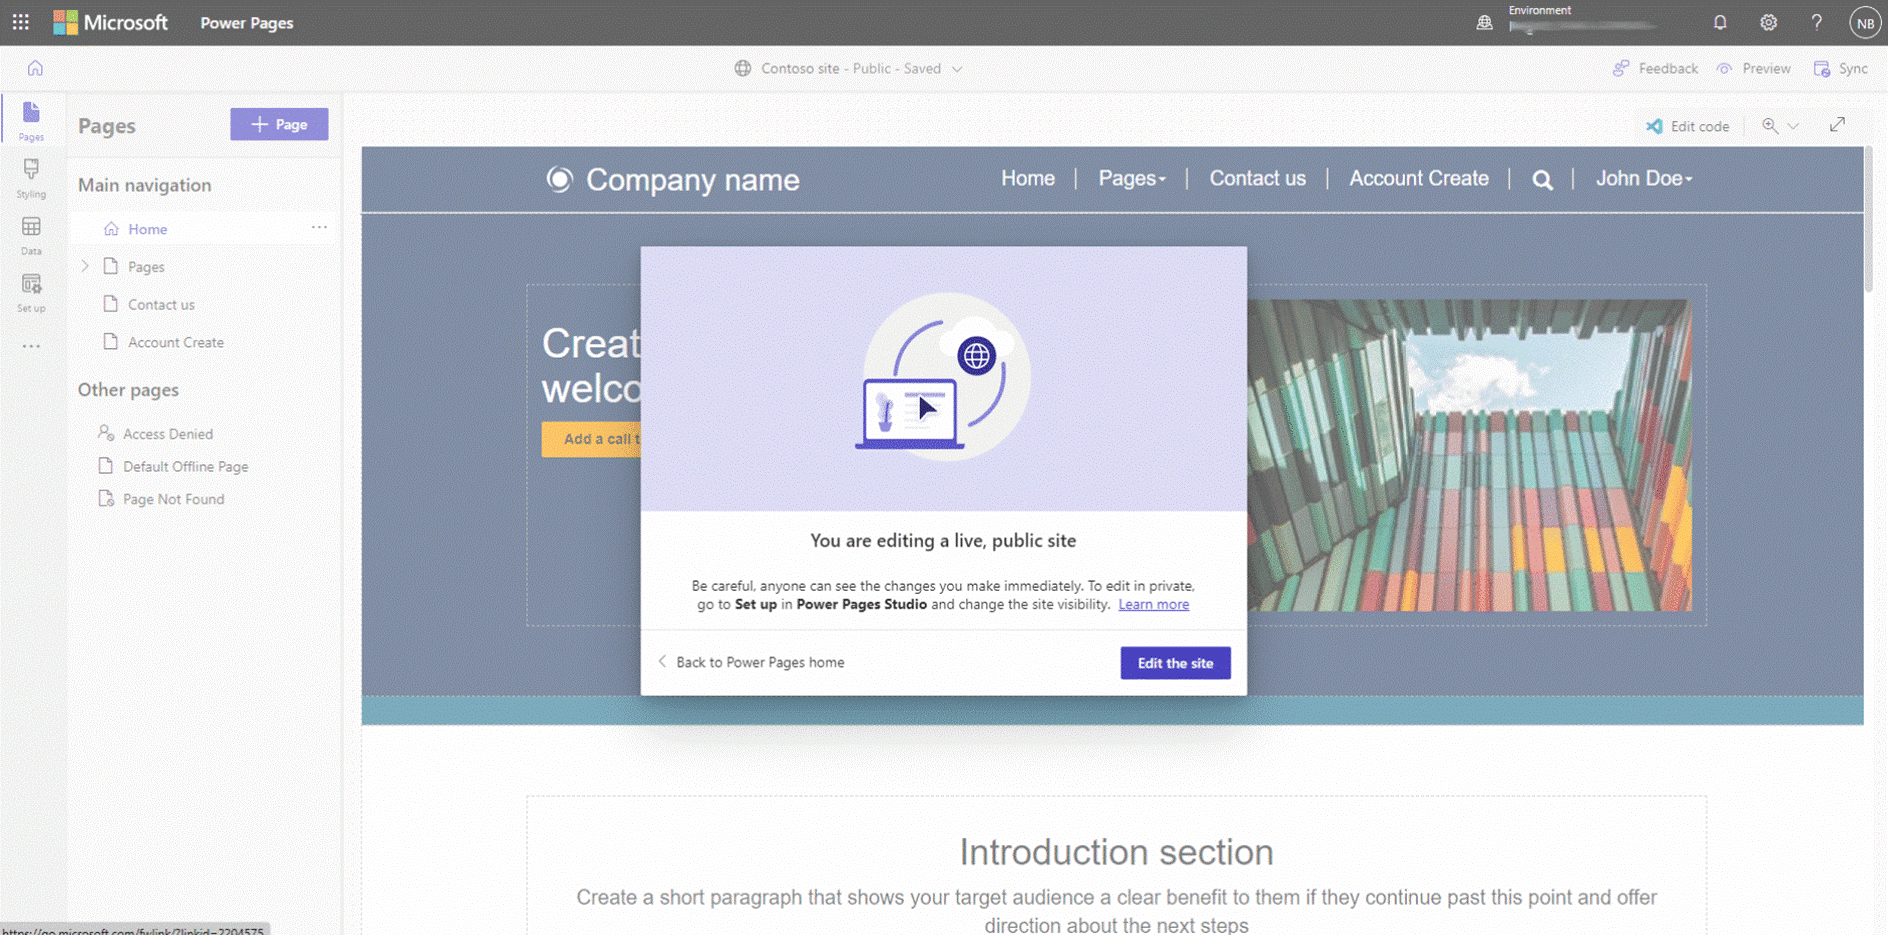 Microsoft Power Pages
Environment
NB
Contoso site - Public - Saved
Feedback Preview Sync
Pages
Styling
Data
Set up
Pages
+ Page
Main navigation
Home
Pages
Contact us
Account Create
Other pages
Access Denied
Default Offline Page
Page Not Found
Edit code
Company name
Home Pages Contact us Account Create John Doe
Creat
welco
Add a call t
You are editing a live, public site
Be careful, anyone can see the changes you make immediately. To edit in private,
go to Set up in Power Pages Studio and change the site visibility. Learn more
Back to Power Pages home
Edit the site
Introduction section
Create a short paragraph that shows your target audience a clear benefit to them if they continue past this point and offer
direction about the next steps
https://go.microsoft.com/fwlink/?linkid=2204575